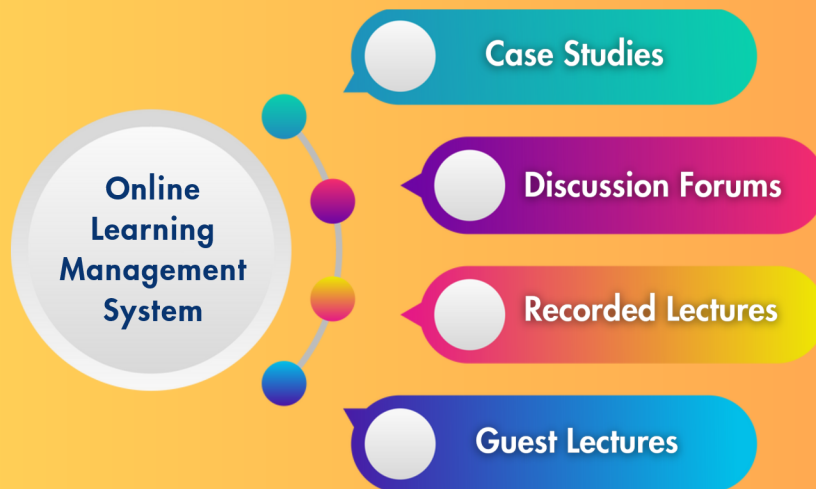 Online
Learning
Management
System
Case Studies
Discussion Forums
Recorded Lectures
Guest Lectures